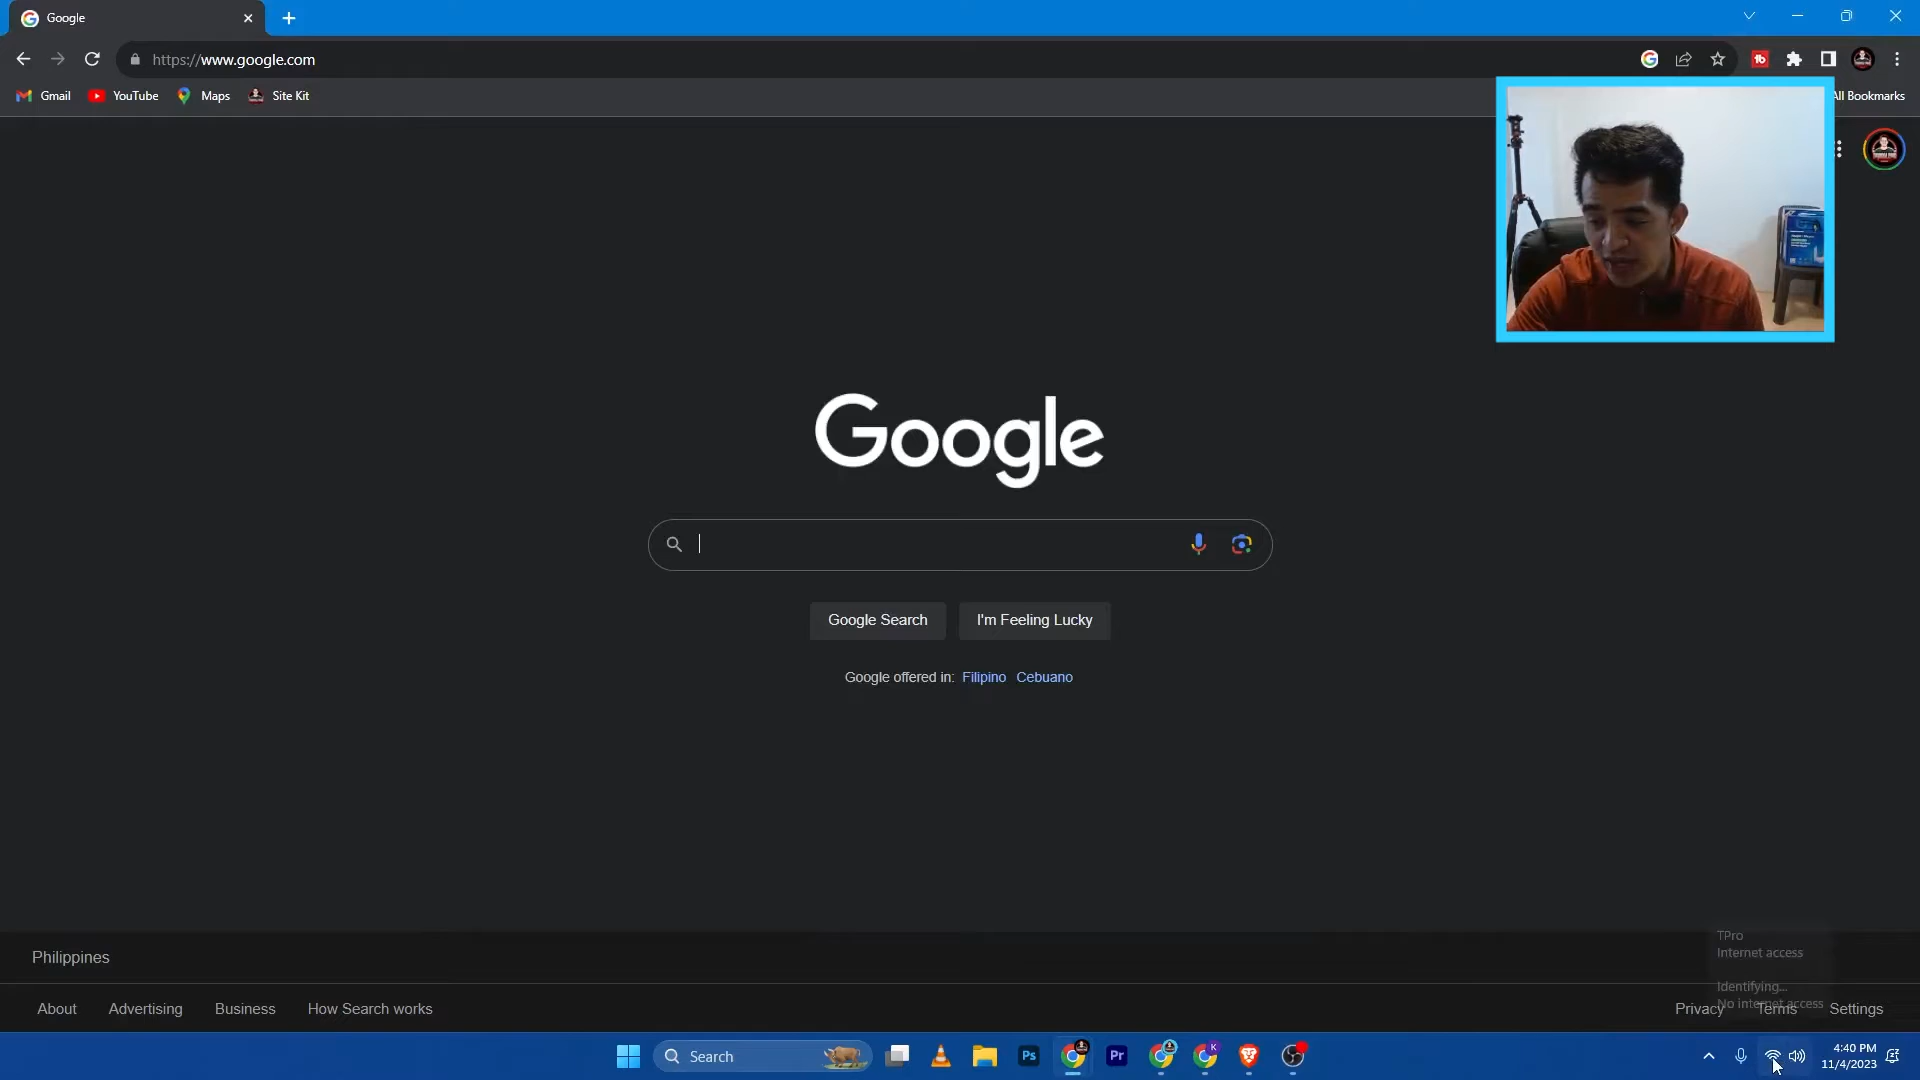 Google
https://www.google.com
Gmail
YouTube
Maps
Site Kit
All Bookmarks
Google
Google Search
I'm Feeling Lucky
Google offered in: Filipino Cebuano
TPro
Internet access
Identifying...
No internet access
Philippines
About
Advertising
Business
How Search works
Privacy
Terms
Settings
Search
Ps
Pr
K
4:40 PM
11/4/2023